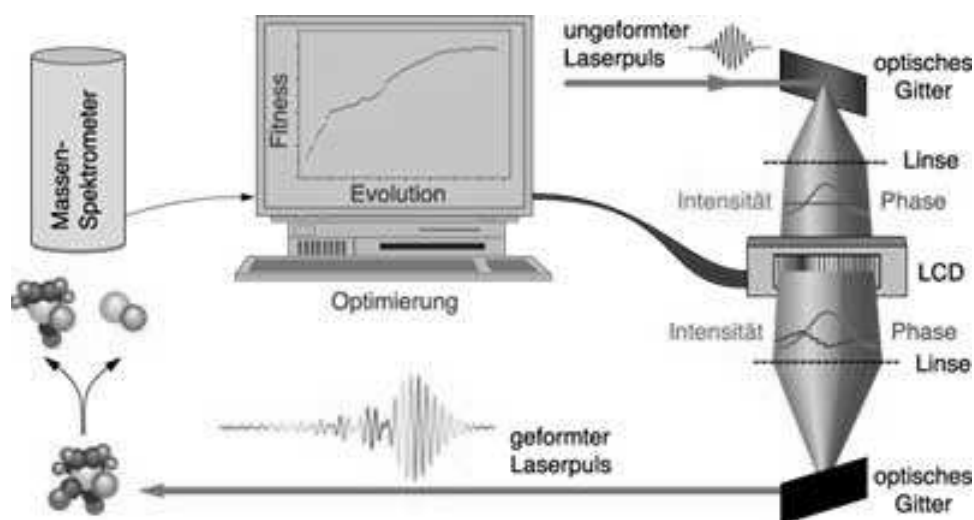 Massen-
Spektrometer
Fitness
Evolution
Optimierung
ungeformter
Laserpuls
optisches
Gitter
Linse
Intensität
Phase
LCD
Intensität
Phase
Linse
geformter
Laserpuls
optisches
Gitter